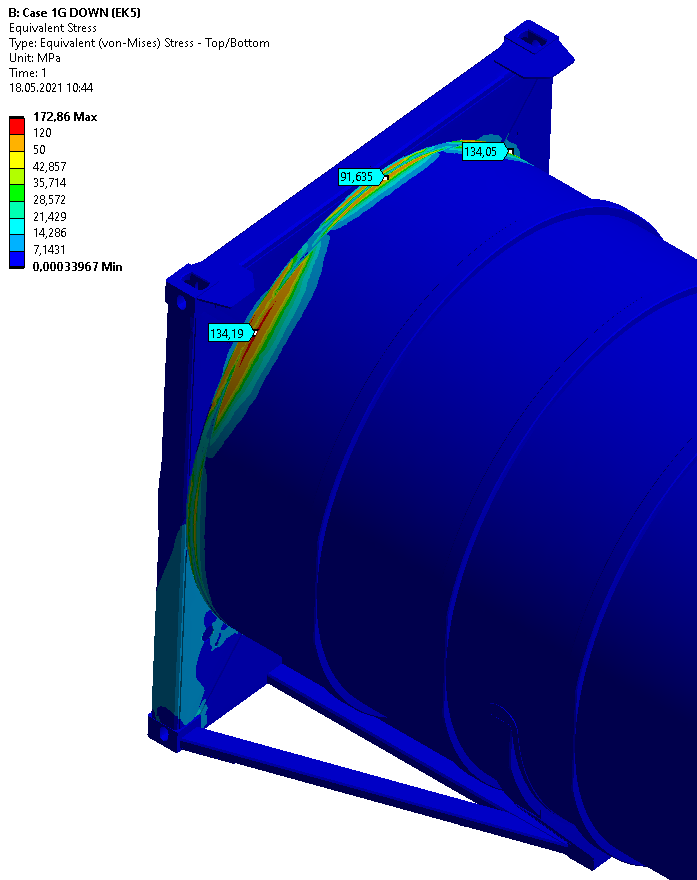 B: Case 1G DOWN (EK5)
Equivalent Stress
Type: Equivalent (von-Mises) Stress - Top/Bottom
Unit: MPa
Time: 1
18.05.2021 10:44
172,86 Max
120
50
42,857
35,714
28,572
21,429
14,286
7,1431
0,00033967 Min
134,05
91,635
134,19